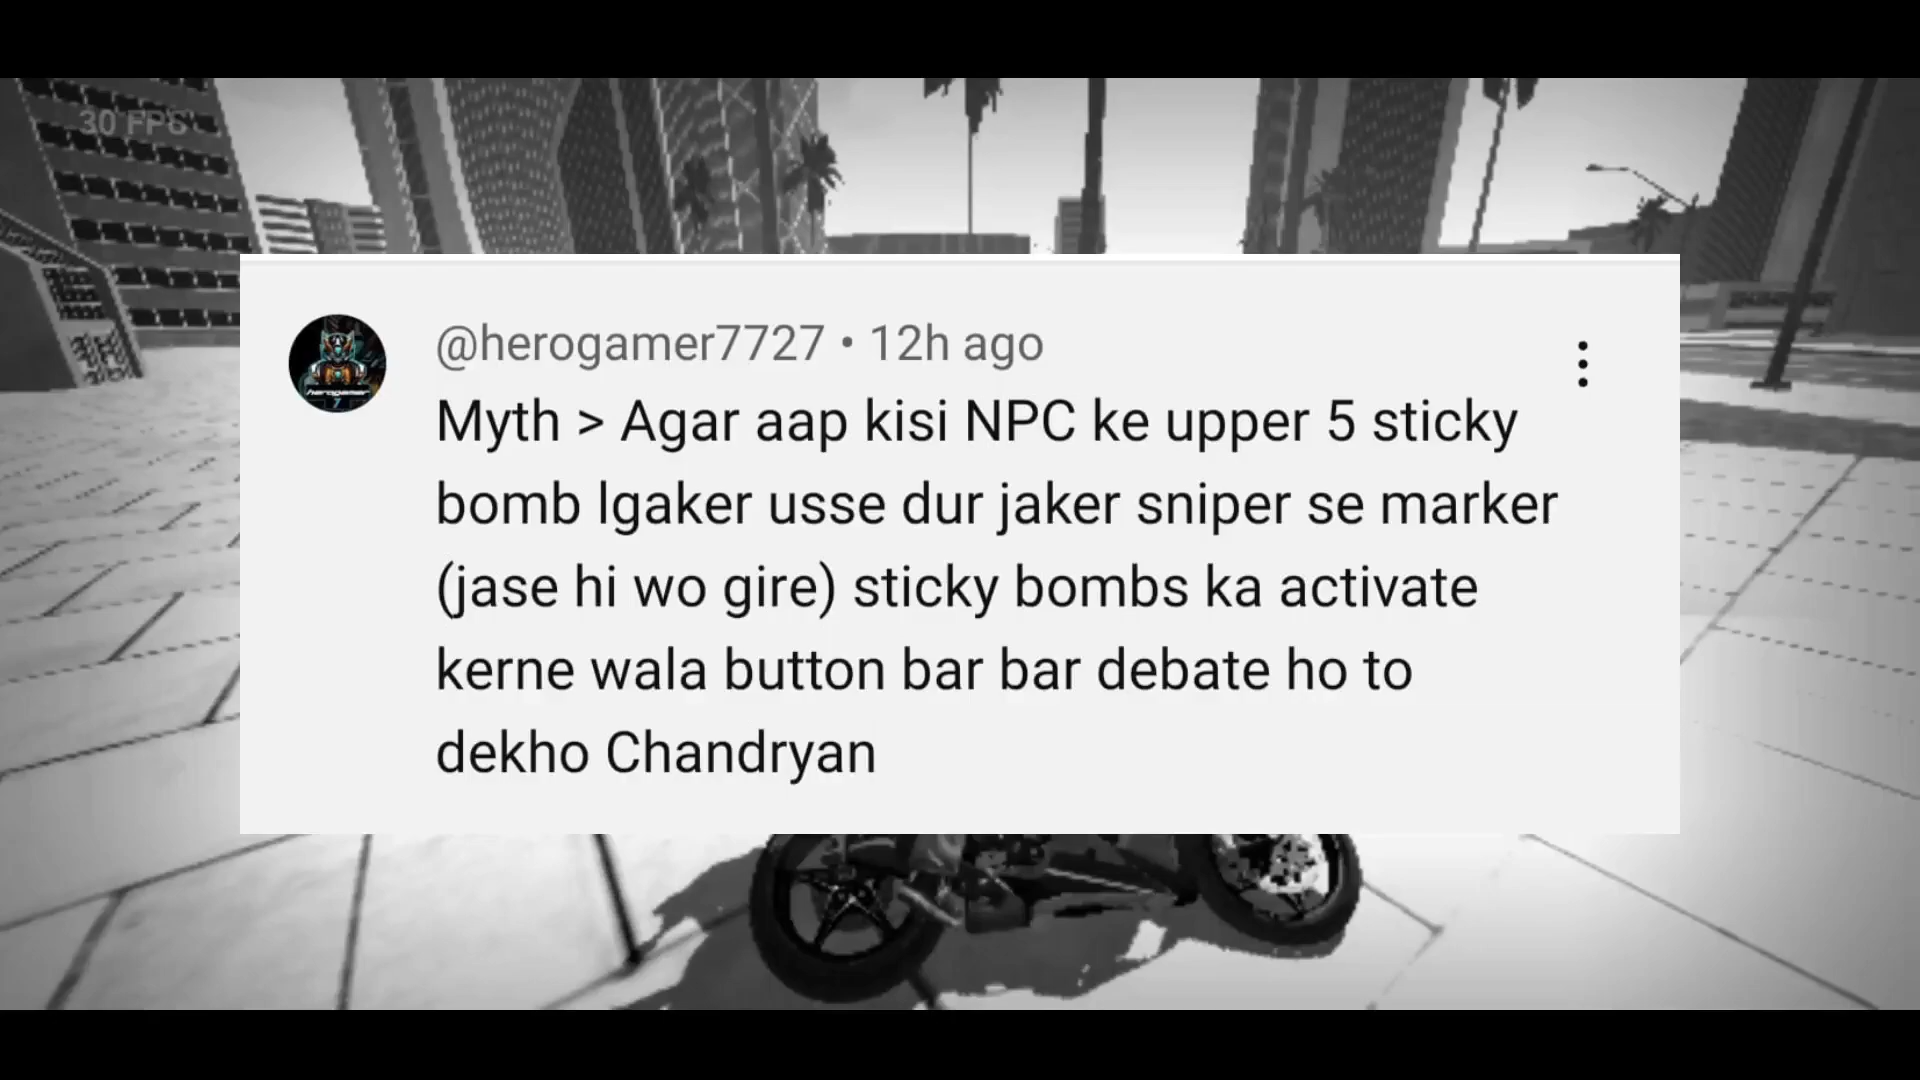 30 FPS
@herogamer7727 • 12h ago
Myth > Agar aap kisi NPC ke upper 5 sticky
bomb lgaker usse dur jaker sniper se marker
(jase hi wo gire) sticky bombs ka activate
kerne wala button bar bar debate ho to
dekho Chandryan
herogamer
7